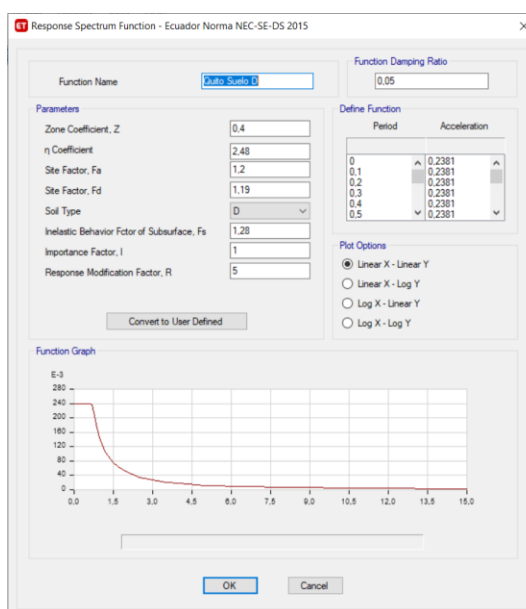 ET Response Spectrum Function - Ecuador Norma NEC-SE-DS 2015
Function Name
Quito Suelo D
Function Damping Ratio
0,05
Parameters
Zone Coefficient, Z
0,4
η Coefficient
2,48
Site Factor, Fa
1,2
Site Factor, Fd
1,19
Soil Type
D
Inelastic Behavior Fctor of Subsurface, Fs
1,28
Importance Factor, I
1
Response Modification Factor, R
5
Convert to User Defined
Define Function
Period Acceleration
0 0,2381
0,1 0,2381
0,2 0,2381
0,3 0,2381
0,4 0,2381
0,5 0,2381
Plot Options
Linear X - Linear Y
Linear X - Log Y
Log X - Linear Y
Log X - Log Y
Function Graph
E-3
280
240
200
160
120
80
40
0
0,0 1,5 3,0 4,5 6,0 7,5 9,0 10,5 12,0 13,5 15,0
OK
Cancel